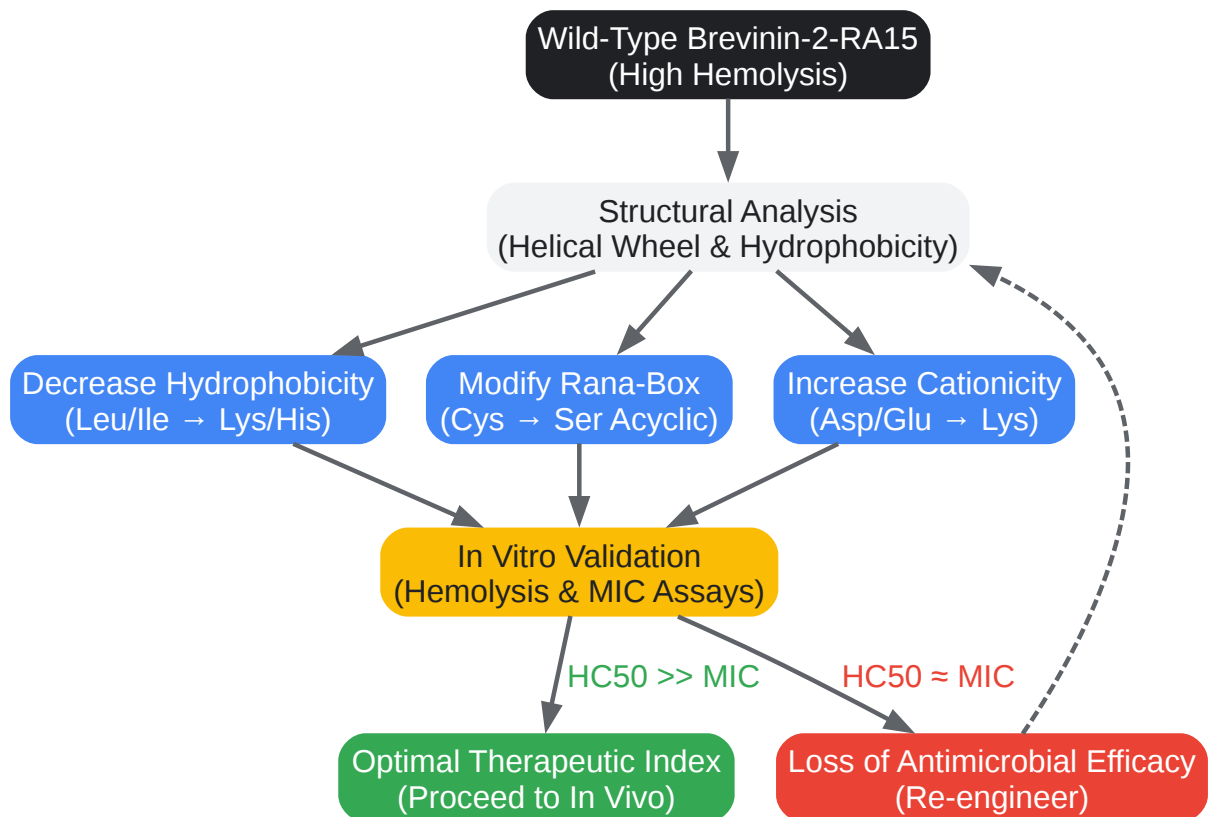 Wild-Type Brevinin-2-RA15
(High Hemolysis)
Structural Analysis
(Helical Wheel & Hydrophobicity)
Decrease Hydrophobicity
(Leu/Ile → Lys/His)
Modify Rana-Box
(Cys → Ser Acyclic)
Increase Cationicity
(Asp/Glu → Lys)
In Vitro Validation
(Hemolysis & MIC Assays)
HC50 >> MIC
HC50 ≈ MIC
Optimal Therapeutic Index
(Proceed to In Vivo)
Loss of Antimicrobial Efficacy
(Re-engineer)